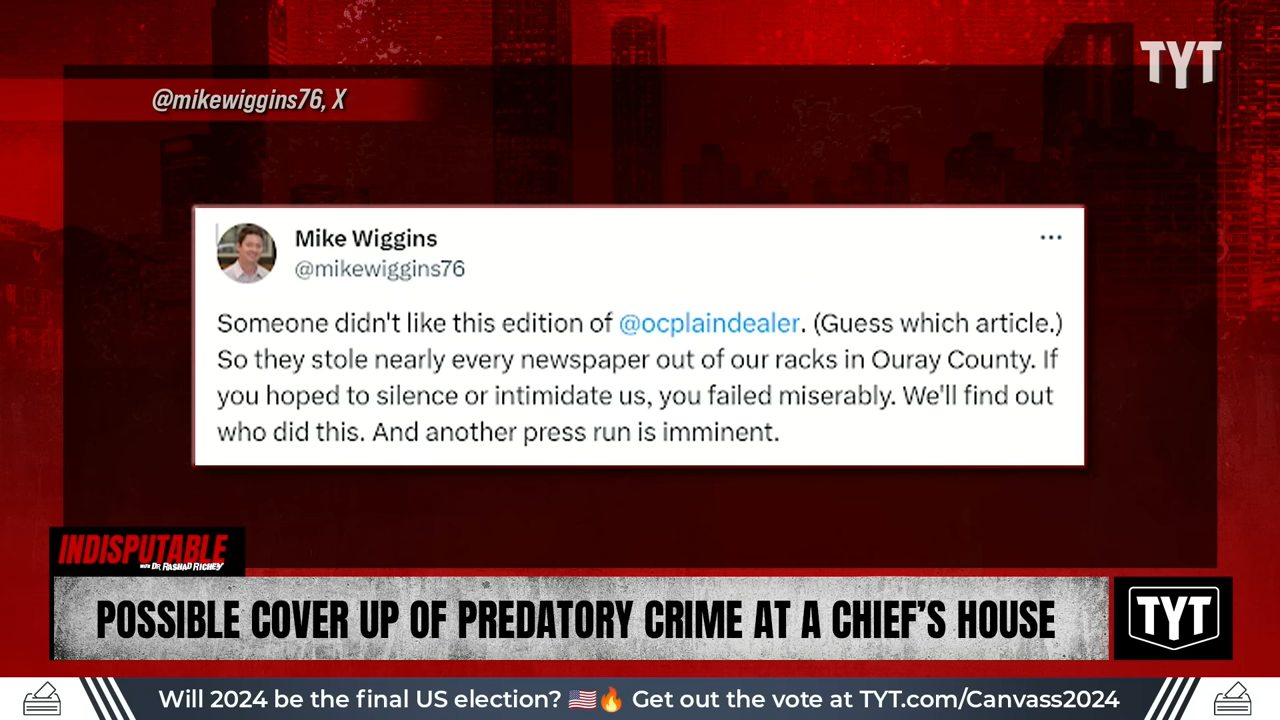 TYT
@mikewiggins76, X
Mike Wiggins
@mikewiggins76
Someone didn't like this edition of @ocplaindealer. (Guess which article.)
So they stole nearly every newspaper out of our racks in Ouray County. If
you hoped to silence or intimidate us, you failed miserably. We'll find out
who did this. And another press run is imminent.
INDISPUTABLE
WITH DR. RASHAD RICHEY
POSSIBLE COVER UP OF PREDATORY CRIME AT A CHIEF'S HOUSE
TYT
Will 2024 be the final US election? 🇺🇸🔥 Get out the vote at TYT.com/Canvass2024